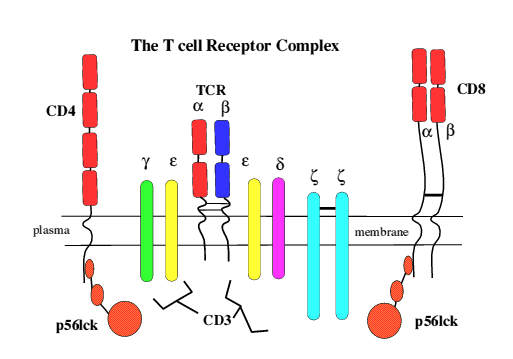 The T cell Receptor Complex
CD4
TCR
CD8
α β
α β
γ ε ε δ ζ ζ
plasma membrane
CD3
p56lck
p56lck